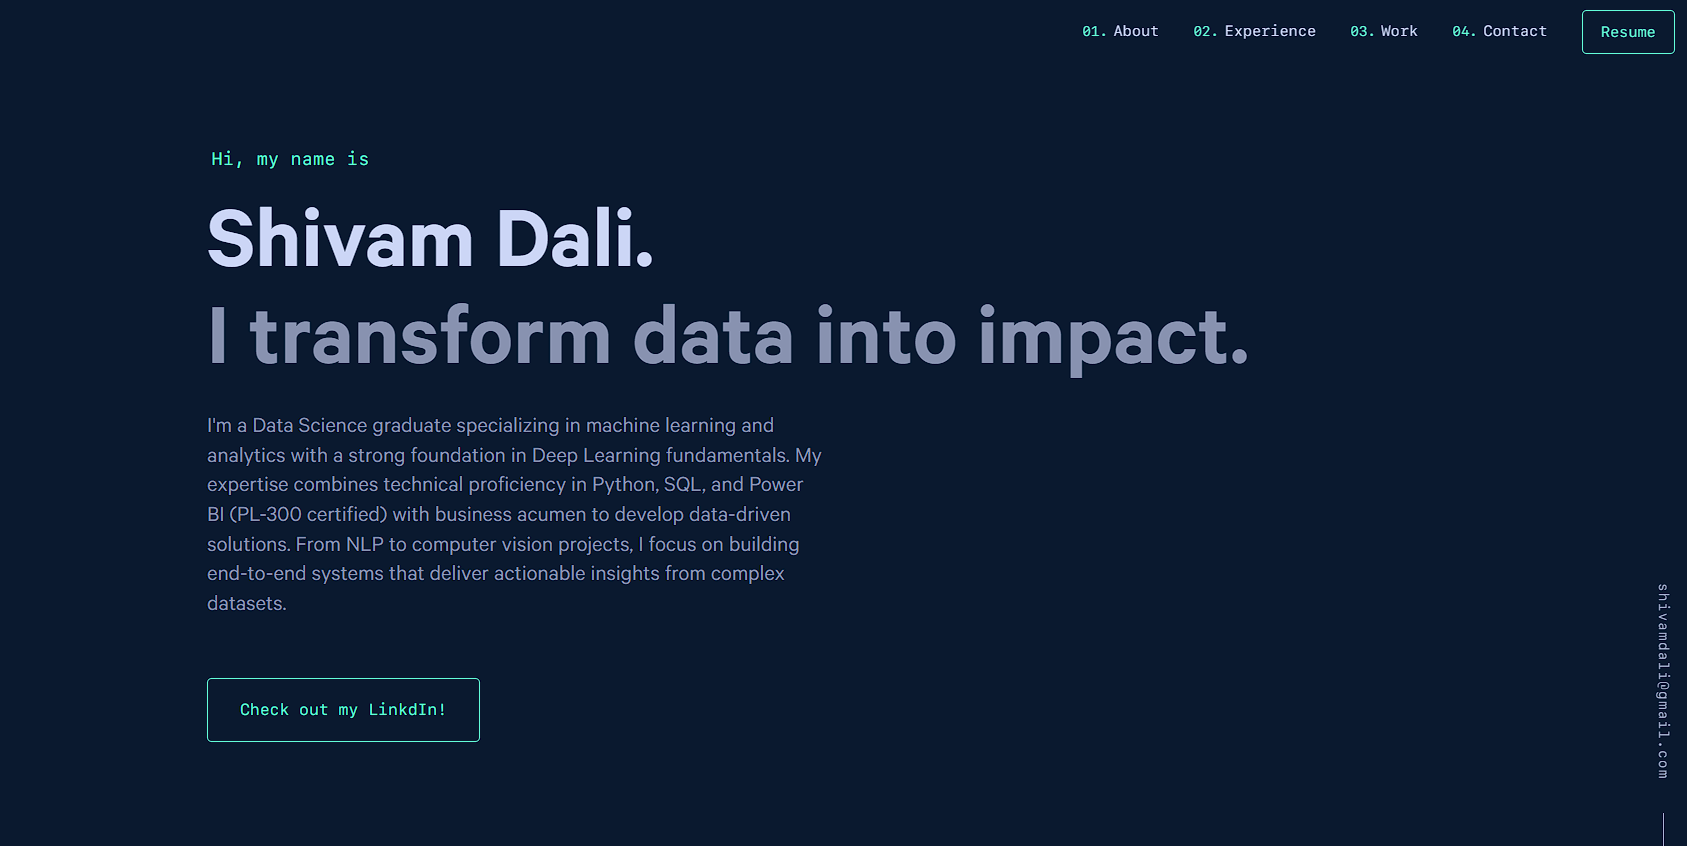 01. About 02. Experience 03. Work 04. Contact Resume
Hi, my name is
Shivam Dali.
I transform data into impact.
I'm a Data Science graduate specializing in machine learning and
analytics with a strong foundation in Deep Learning fundamentals. My
expertise combines technical proficiency in Python, SQL, and Power
BI (PL-300 certified) with business acumen to develop data-driven
solutions. From NLP to computer vision projects, I focus on building
end-to-end systems that deliver actionable insights from complex
datasets.
Check out my LinkdIn!
shivamdali@gmail.com